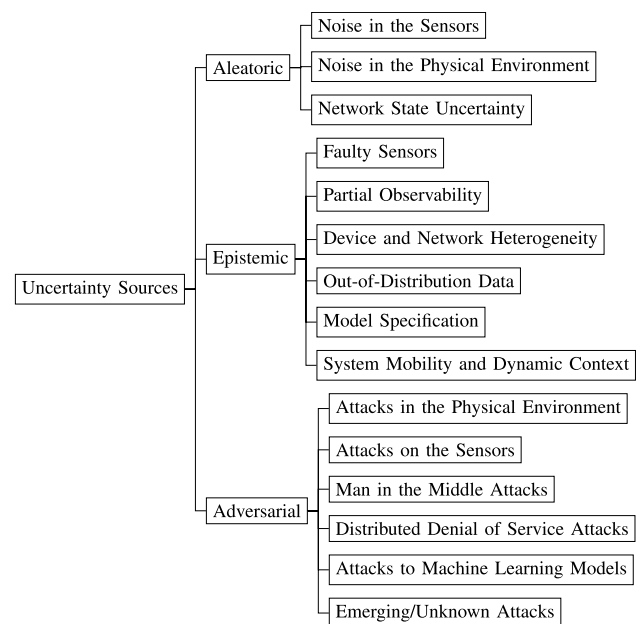 Noise in the Sensors
Aleatoric
Noise in the Physical Environment
Network State Uncertainty
Faulty Sensors
Partial Observability
Device and Network Heterogeneity
Epistemic
Out-of-Distribution Data
Uncertainty Sources
Model Specification
System Mobility and Dynamic Context
Attacks in the Physical Environment
Attacks on the Sensors
Man in the Middle Attacks
Adversarial
Distributed Denial of Service Attacks
Attacks to Machine Learning Models
Emerging/Unknown Attacks